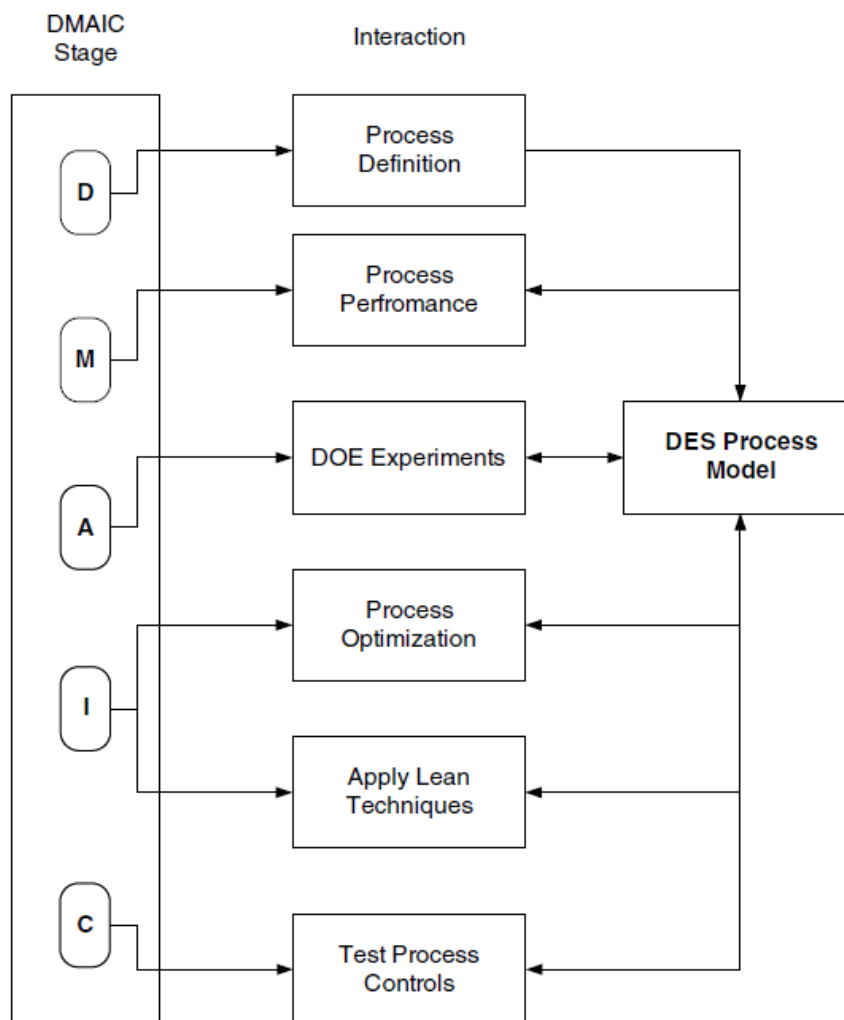 DMAIC
Stage
Interaction
D
Process
Definition
M
Process
Perfromance
A
DOE Experiments
DES Process
Model
I
Process
Optimization
Apply Lean
Techniques
C
Test Process
Controls